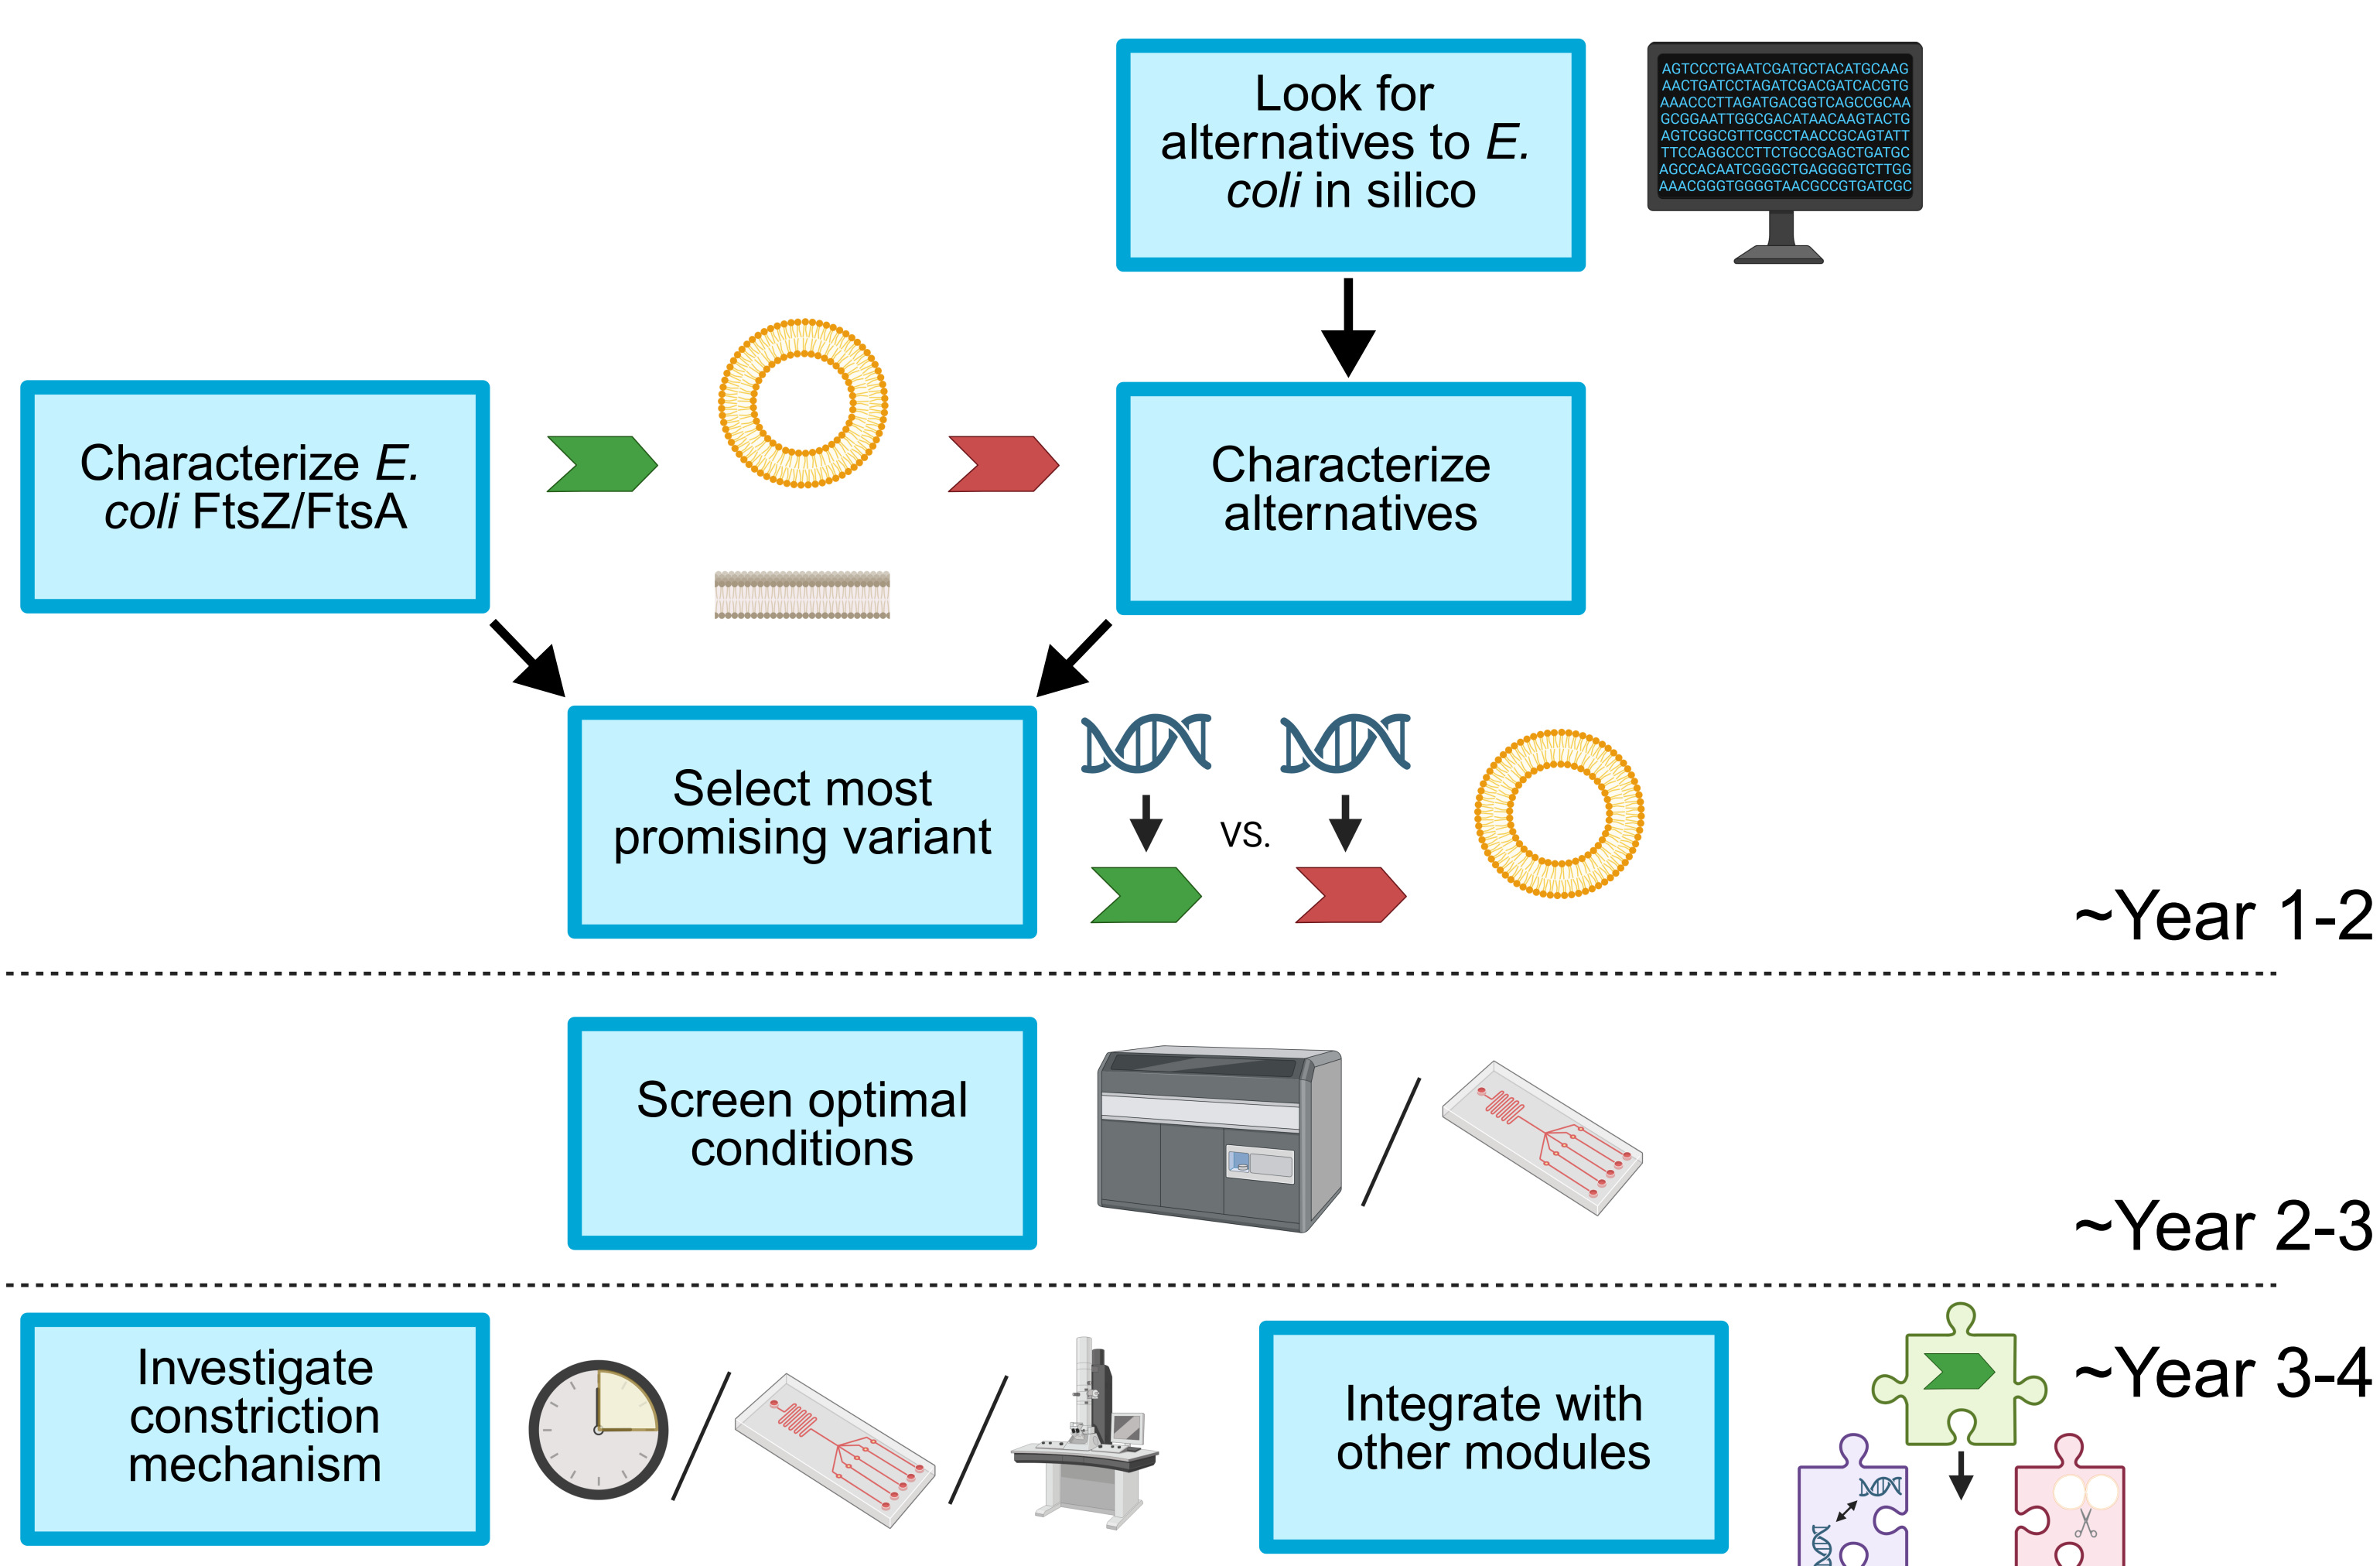 Look for
alternatives to E.
coli in silico
AGTCCCTGAATCGATGCTACATGCAAG
AACTGATCCTAGATCGACGATCACGTG
AAACCCTTAGATGACGGTCAGCCGCAA
GCGGAATTGGCGACATAACAAGTACTG
AGTCGGCGTTCGCCTAACCGCAGTATT
TTCCAGGCCCTTCTGCCGAGCTGATGC
AGCCACAATCGGGCTGAGGGGTCTTGG
AAACGGGTGGGGTAACGCCGTGATCGC
Characterize E.
coli FtsZ/FtsA
Characterize
alternatives
Select most
promising variant
vs.
~Year 1-2
Screen optimal
conditions
~Year 2-3
Investigate
constriction
mechanism
Integrate with
other modules
~Year 3-4